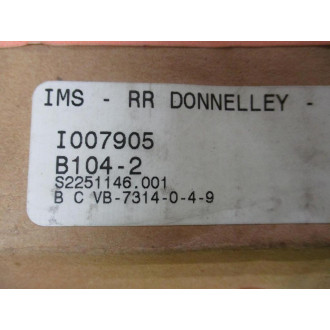 IMS - RR DONNELLEY -
I007905
B104-2
S2251146.001
B C VB-7314-0-4-9